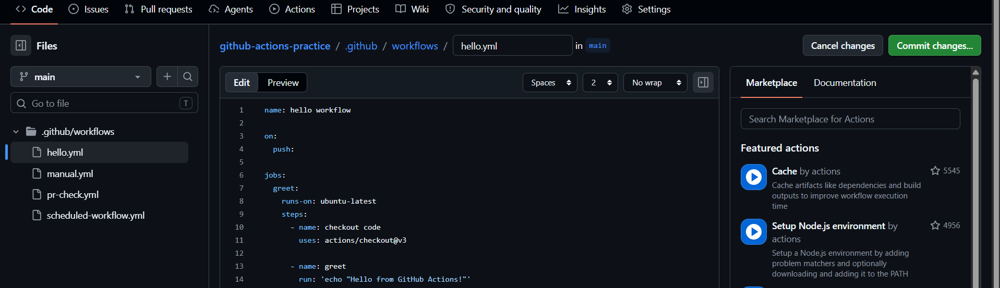 Code Issues Pull requests Agents Actions Projects Wiki Security and quality Insights Settings
Files
main
Go to file T
.github/workflows
hello.yml
manual.yml
pr-check.yml
scheduled-workflow.yml
github-actions-practice / .github / workflows / hello.yml in main
Cancel changes Commit changes...
Edit Preview Spaces 2 No wrap
1 name: hello workflow
2
3 on:
4 push:
5
6 jobs:
7 greet:
8 runs-on: ubuntu-latest
9 steps:
10 - name: checkout code
11 uses: actions/checkout@v3
12
13 - name: greet
14 run: 'echo "Hello from GitHub Actions!"'
Marketplace Documentation
Search Marketplace for Actions
Featured actions
Cache by actions 5545
Cache artifacts like dependencies and build
outputs to improve workflow execution
time
Setup Node.js environment by 4956
actions
Setup a Node.js environment by adding
problem matchers and optionally
downloading and adding it to the PATH